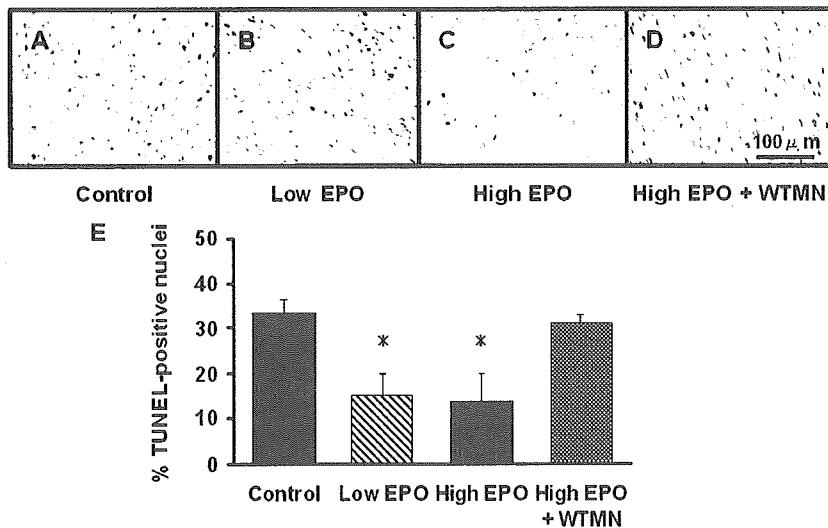 A B C D
100 μ m
Control Low EPO High EPO High EPO + WTMN
E
% TUNEL-positive nuclei
50
40
30
20
10
0
* *
Control Low EPO High EPO High EPO
+ WTMN